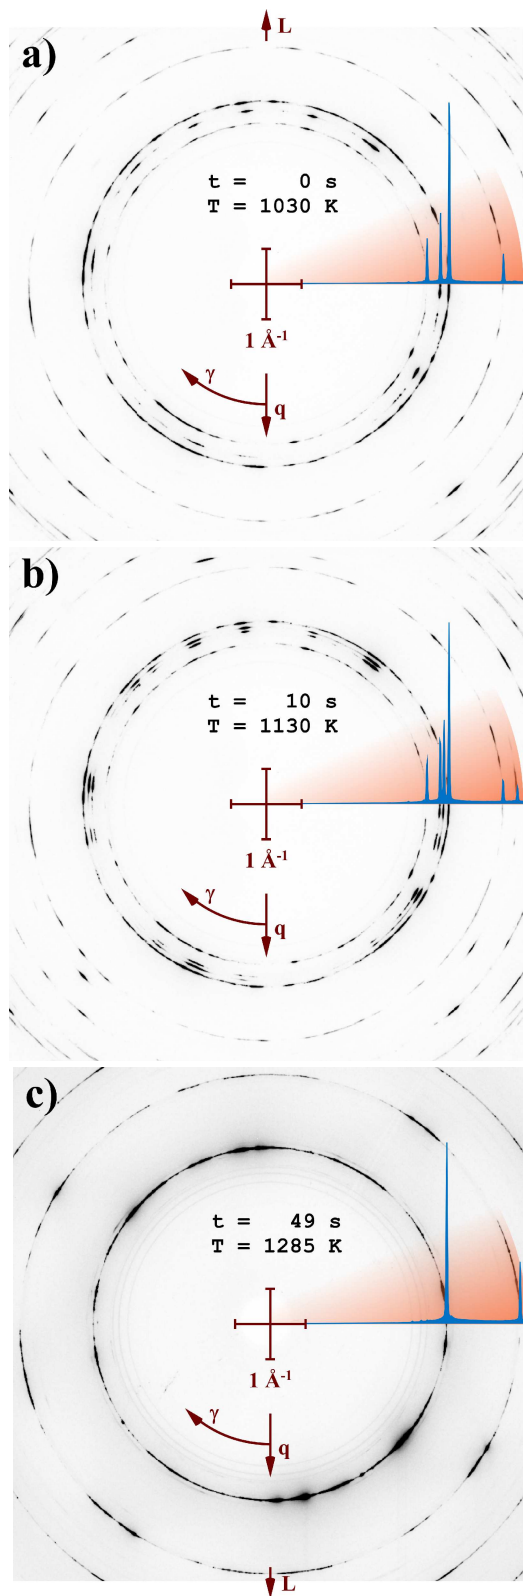 L
a)
t = 0 s
T = 1030 K
1 Å⁻¹
γ
q
b)
t = 10 s
T = 1130 K
1 Å⁻¹
γ
q
c)
t = 49 s
T = 1285 K
1 Å⁻¹
γ
q
L